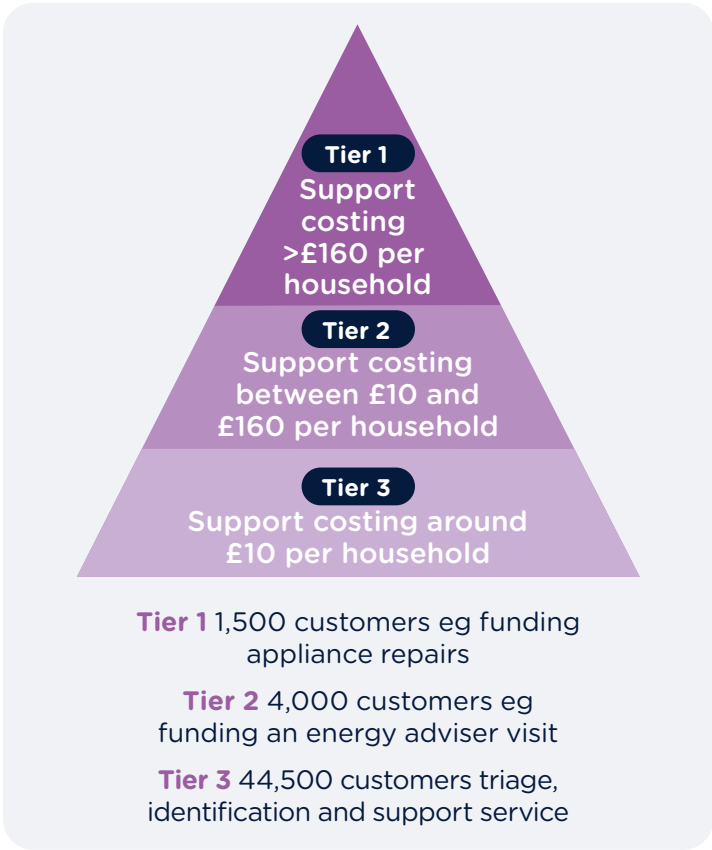 Tier 1
Support
costing
>£160 per
household
Tier 2
Support costing
between £10 and
£160 per household
Tier 3
Support costing around
£10 per household
Tier 1 1,500 customers eg funding
appliance repairs
Tier 2 4,000 customers eg
funding an energy adviser visit
Tier 3 44,500 customers triage,
identification and support service